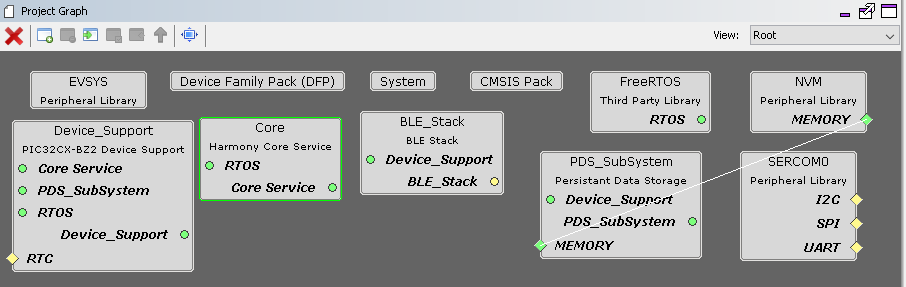 Project Graph
View: Root
EVSYS
Peripheral Library
Device Family Pack (DFP)
System
CMSIS Pack
FreeRTOS
Third Party Library
RTOS
NVM
Peripheral Library
MEMORY
Device_Support
PIC32CX-BZ2 Device Support
Core Service
PDS_SubSystem
RTOS
Device_Support
RTC
Core
Harmony Core Service
RTOS
Core Service
BLE_Stack
BLE Stack
Device_Support
BLE_Stack
PDS_SubSystem
Persistant Data Storage
Device_Support
PDS_SubSystem
MEMORY
SERCOM0
Peripheral Library
I2C
SPI
UART